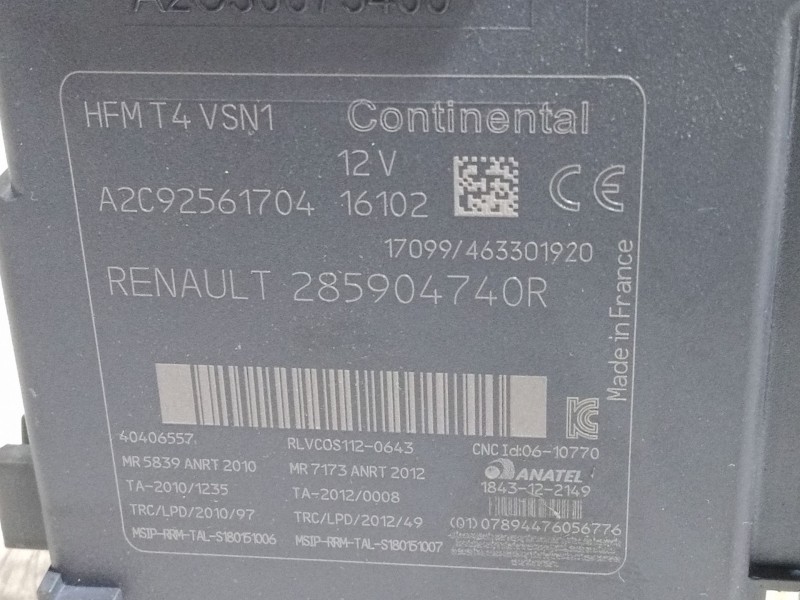 HFM T4 VSN1 Continental
12 V
A2C92561704 16102
CE
17099/463301920
RENAULT 285904740R
Made in France
40406557 RLVCOS112-0643 CNC Id:06-10770
MR 5839 ANRT 2010 MR 7173 ANRT 2012 ANATEL
TA-2010/1235 TA-2012/0008 1843-12-2149
TRC/LPD/2010/97 TRC/LPD/2012/49 (01) 07894476056776
MSIP-RRM-TAL-S180151006 MSIP-RRM-TAL-S180151007